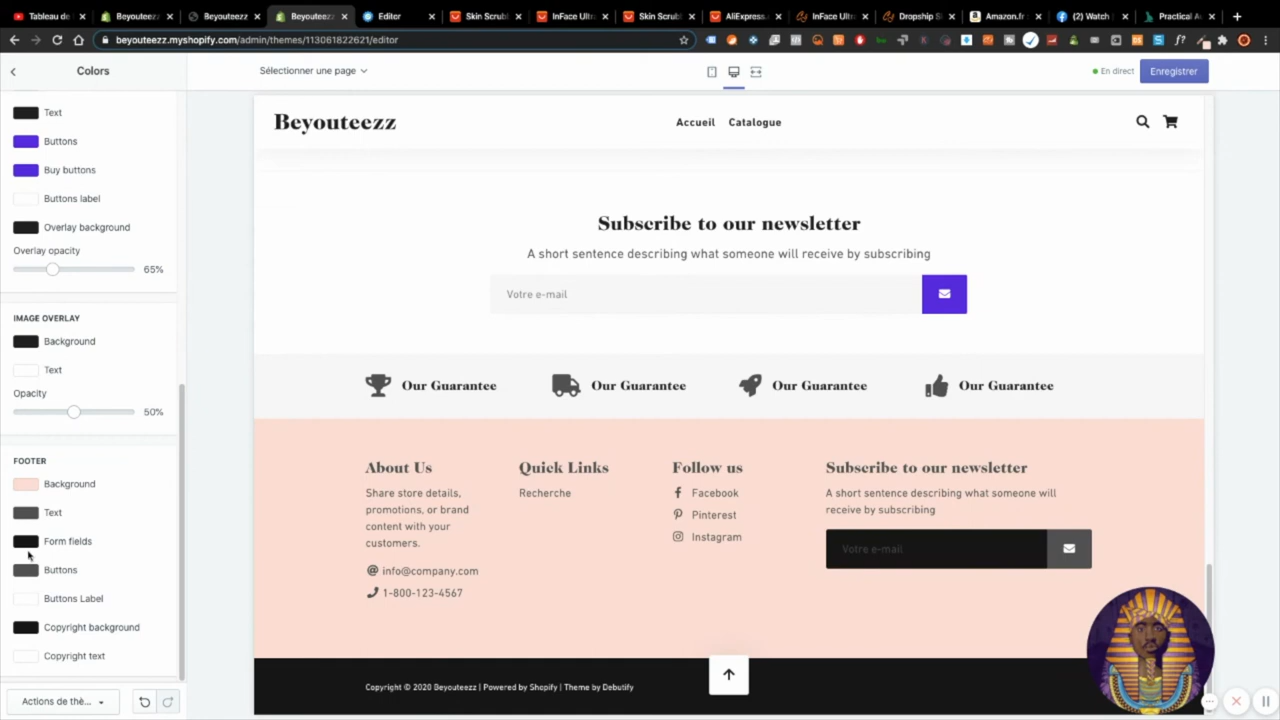 Tableau de
Beyouteezz
Beyouteezz
Beyouteezz
Editor
Skin Scrub
InFace Ultr
Skin Scrub
AliExpress
InFace Ultr
Dropship S
Amazon.fr :
(2) Watch
Practical A
beyouteezz.myshopify.com/admin/themes/113061822621/editor
Colors
Sélectionner une page
En direct
Enregistrer
Text
Buttons
Buy buttons
Buttons label
Overlay background
Overlay opacity
65%
IMAGE OVERLAY
Background
Text
Opacity
50%
FOOTER
Background
Text
Form fields
Buttons
Buttons Label
Copyright background
Copyright text
Actions de thè...
Beyouteezz
Accueil Catalogue
Subscribe to our newsletter
A short sentence describing what someone will receive by subscribing
Votre e-mail
Our Guarantee
Our Guarantee
Our Guarantee
Our Guarantee
About Us
Share store details,
promotions, or brand
content with your
customers.
info@company.com
1-800-123-4567
Quick Links
Recherche
Follow us
Facebook
Pinterest
Instagram
Subscribe to our newsletter
A short sentence describing what someone will
receive by subscribing
Votre e-mail
Copyright © 2020 Beyouteezz | Powered by Shopify | Theme by Debutify